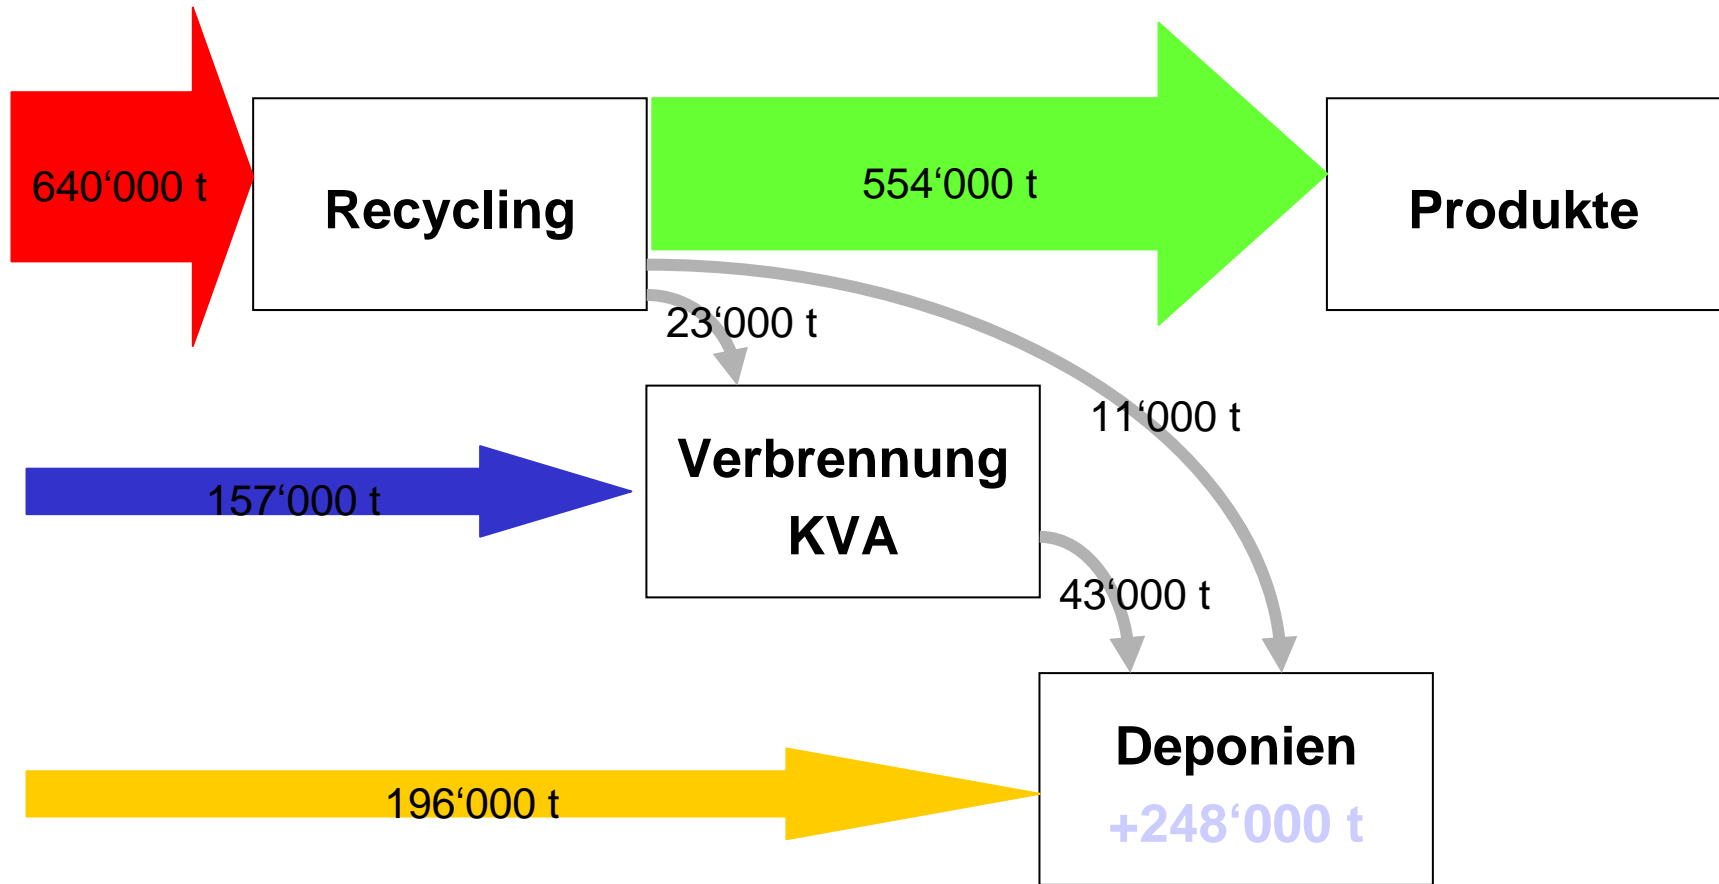 640‘000 t
Recycling
554‘000 t
Produkte
23‘000 t
11‘000 t
157‘000 t
Verbrennung
KVA
43‘000 t
196‘000 t
Deponien
+248‘000 t